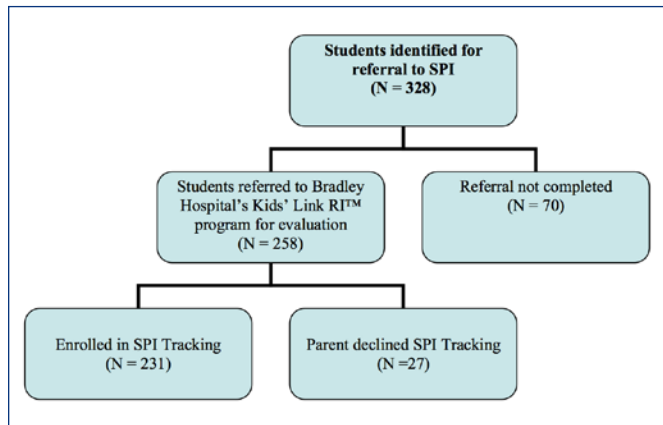 Students identified for
referral to SPI
(N = 328)
Students referred to Bradley
Hospital's Kids' Link RI™
program for evaluation
(N = 258)
Referral not completed
(N = 70)
Enrolled in SPI Tracking
(N = 231)
Parent declined SPI Tracking
(N =27)